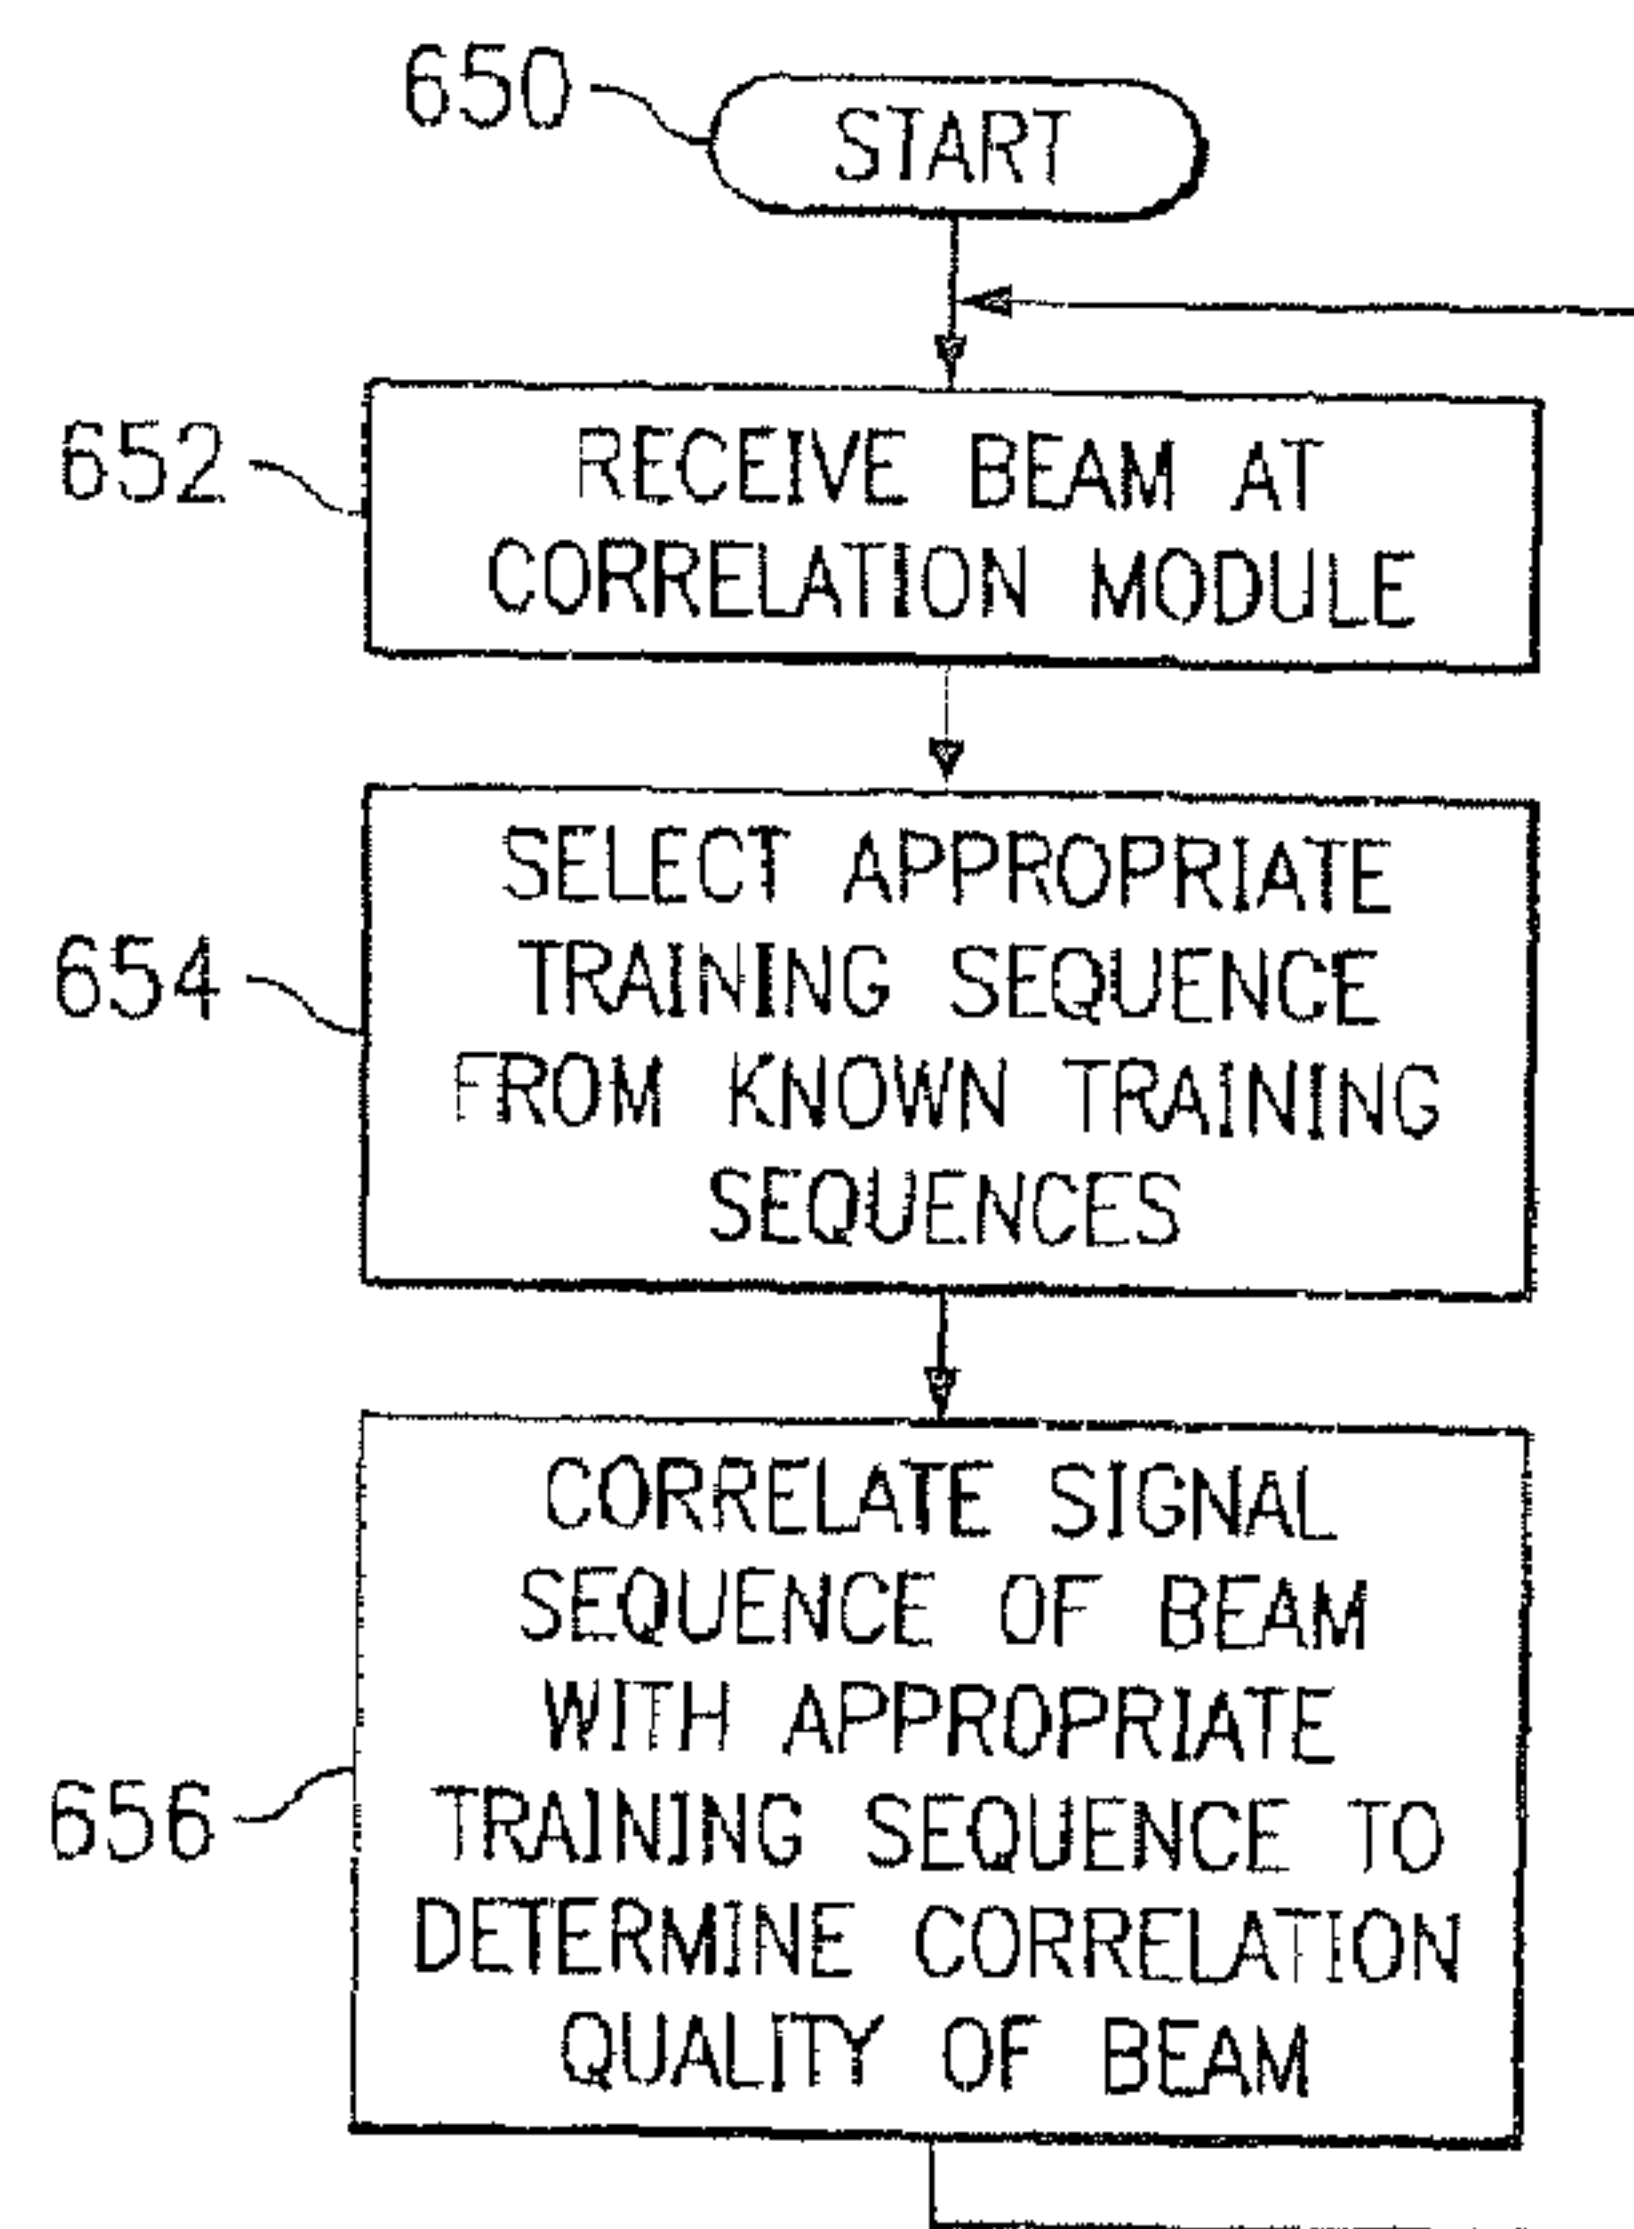 650
START
652
RECEIVE BEAM AT
CORRELATION MODULE
654
SELECT APPROPRIATE
TRAINING SEQUENCE
FROM KNOWN TRAINING
SEQUENCES
656
CORRELATE SIGNAL
SEQUENCE OF BEAM
WITH APPROPRIATE
TRAINING SEQUENCE TO
DETERMINE CORRELATION
QUALITY OF BEAM